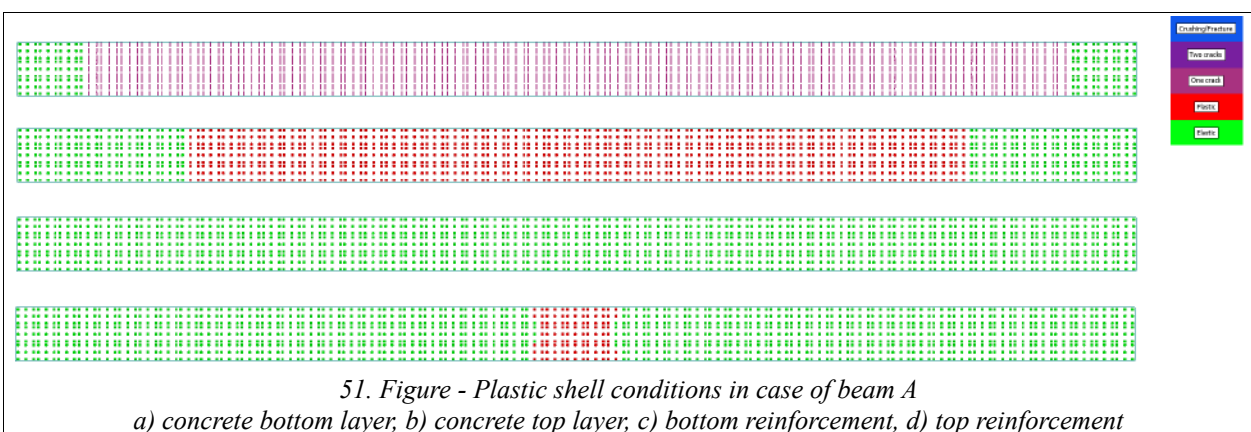 Crushing/Fracture
Two cracks
One crack
Plastic
Elastic
51. Figure - Plastic shell conditions in case of beam A
a) concrete bottom layer, b) concrete top layer, c) bottom reinforcement, d) top reinforcement